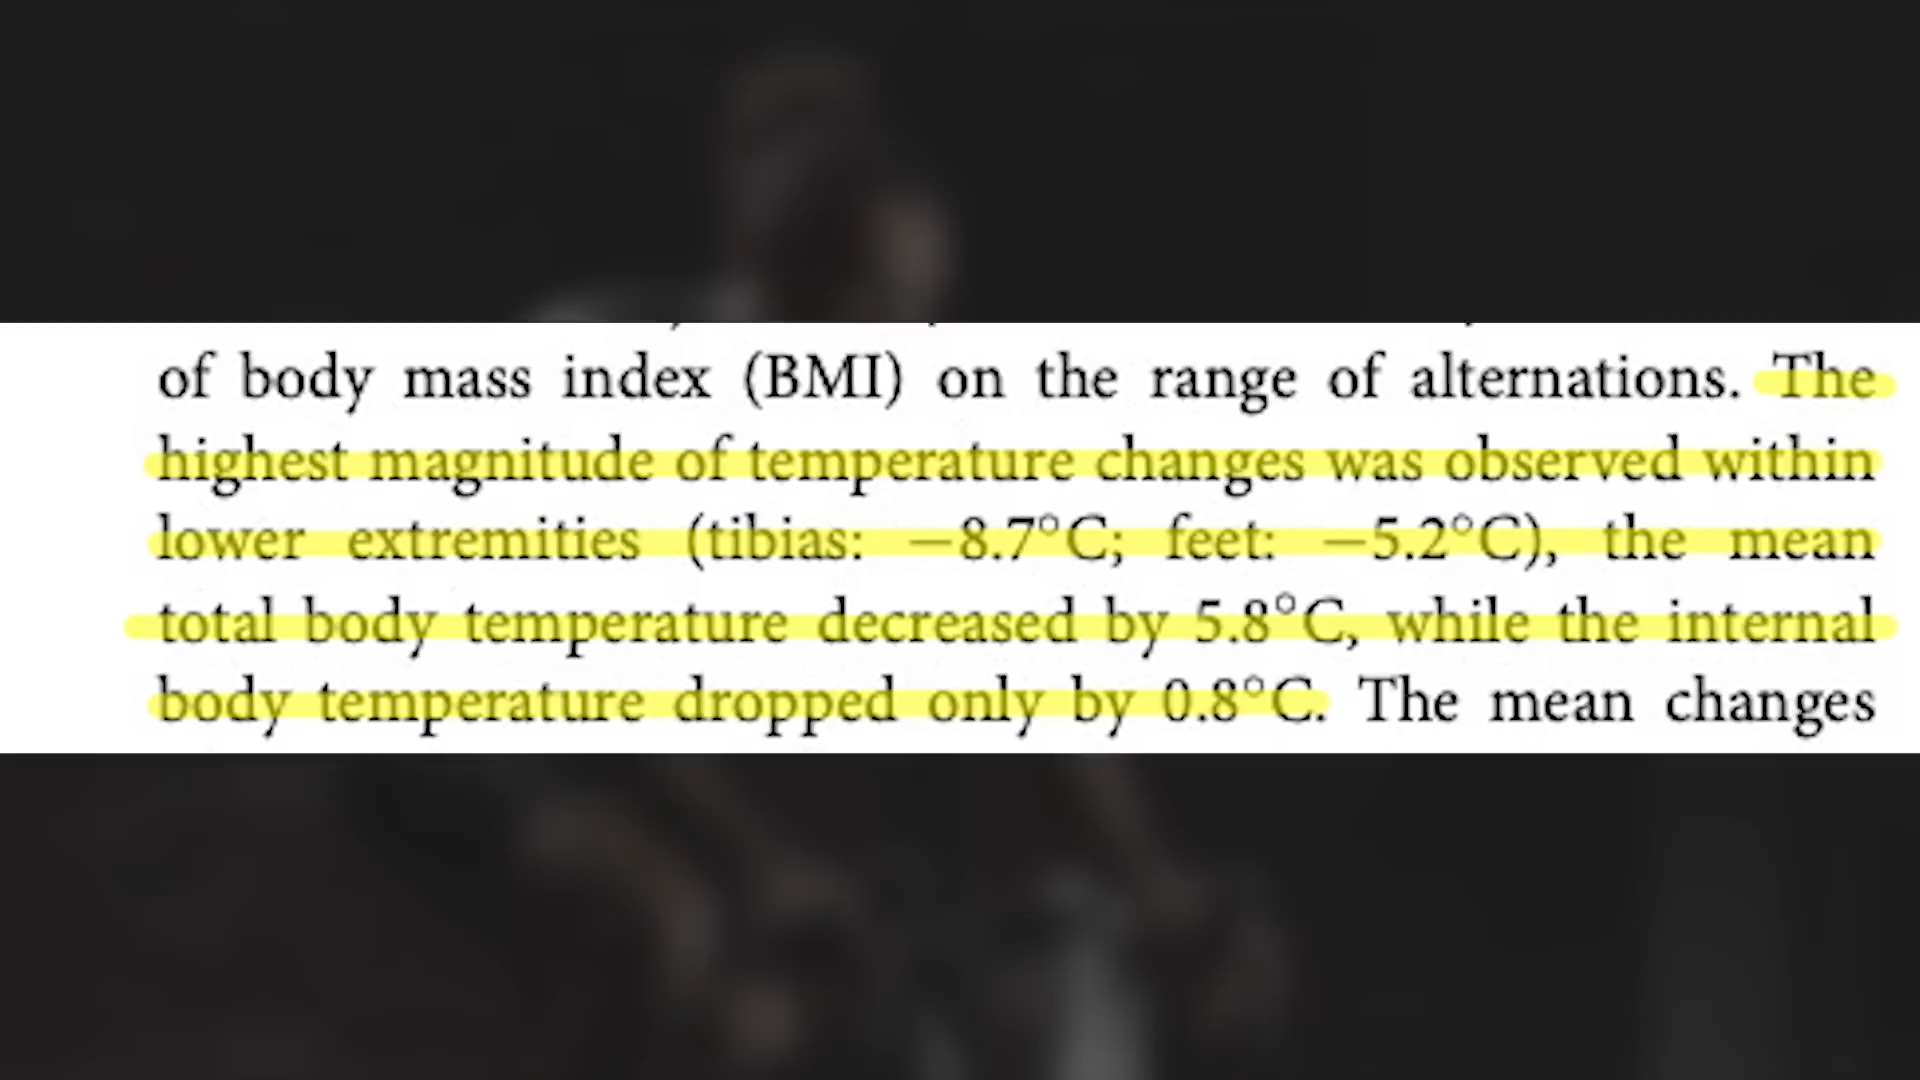 of body mass index (BMI) on the range of alternations. The
highest magnitude of temperature changes was observed within
lower extremities (tibias: −8.7°C; feet: −5.2°C), the mean
total body temperature decreased by 5.8°C, while the internal
body temperature dropped only by 0.8°C. The mean changes